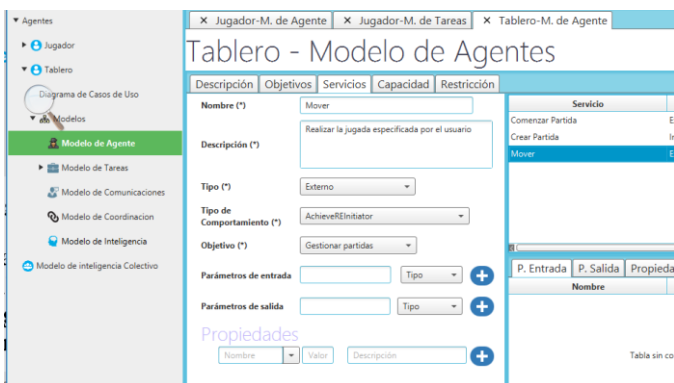 Agentes
Jugador
Tablero
Diagrama de Casos de Uso
Modelos
Modelo de Agente
Modelo de Tareas
Modelo de Comunicaciones
Modelo de Coordinacion
Modelo de Inteligencia
Modelo de inteligencia Colectivo
Jugador-M. de Agente
Jugador-M. de Tareas
Tablero-M. de Agente
Tablero - Modelo de Agentes
Descripción
Objetivos
Servicios
Capacidad
Restricción
Nombre (*)
Mover
Descripción (*)
Realizar la jugada especificada por el usuario
Tipo (*)
Externo
Tipo de
Comportamiento (*)
AchieveREInitiator
Objetivo (*)
Gestionar partidas
Parámetros de entrada
Tipo
Parámetros de salida
Tipo
Propiedades
Nombre
Valor
Descripción
Servicio
Comenzar Partida
E
Crear Partida
Mover
E
P. Entrada
P. Salida
Propieda
Nombre
Tabla sin co